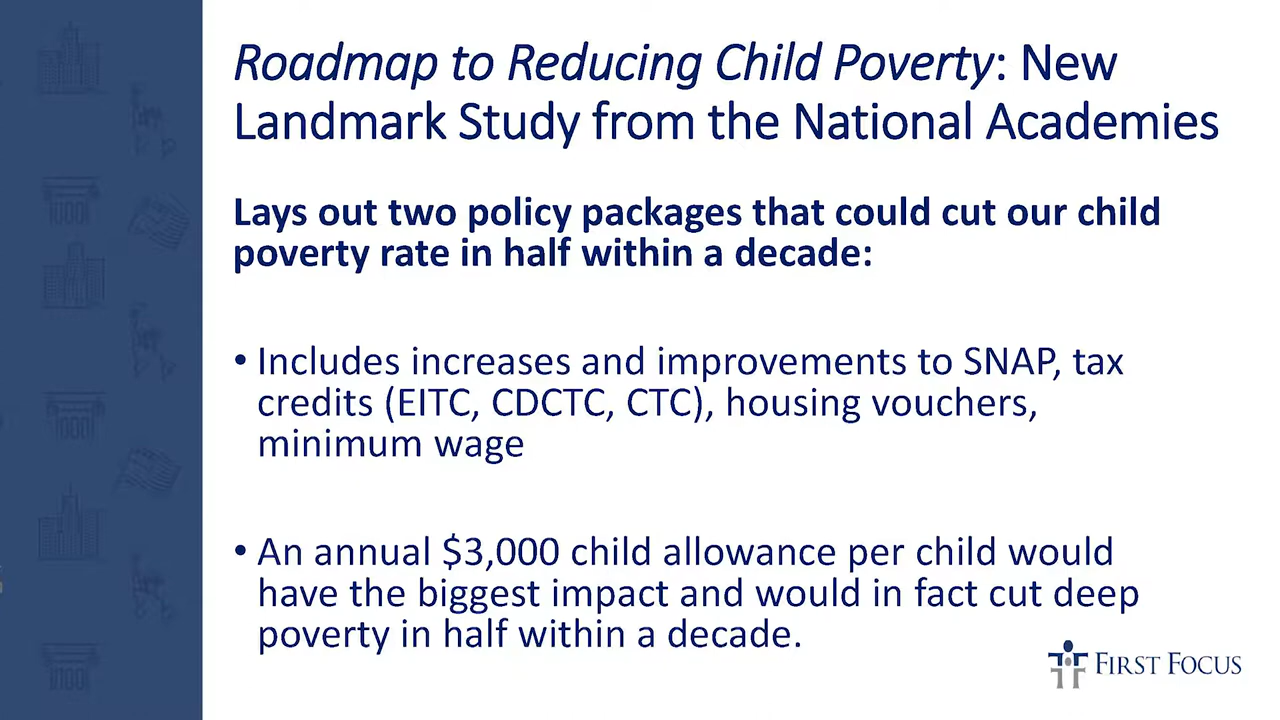 Roadmap to Reducing Child Poverty: New
Landmark Study from the National Academies
Lays out two policy packages that could cut our child
poverty rate in half within a decade:
• Includes increases and improvements to SNAP, tax
credits (EITC, CDCTC, CTC), housing vouchers,
minimum wage
• An annual $3,000 child allowance per child would
have the biggest impact and would in fact cut deep
poverty in half within a decade.
FIRST FOCUS